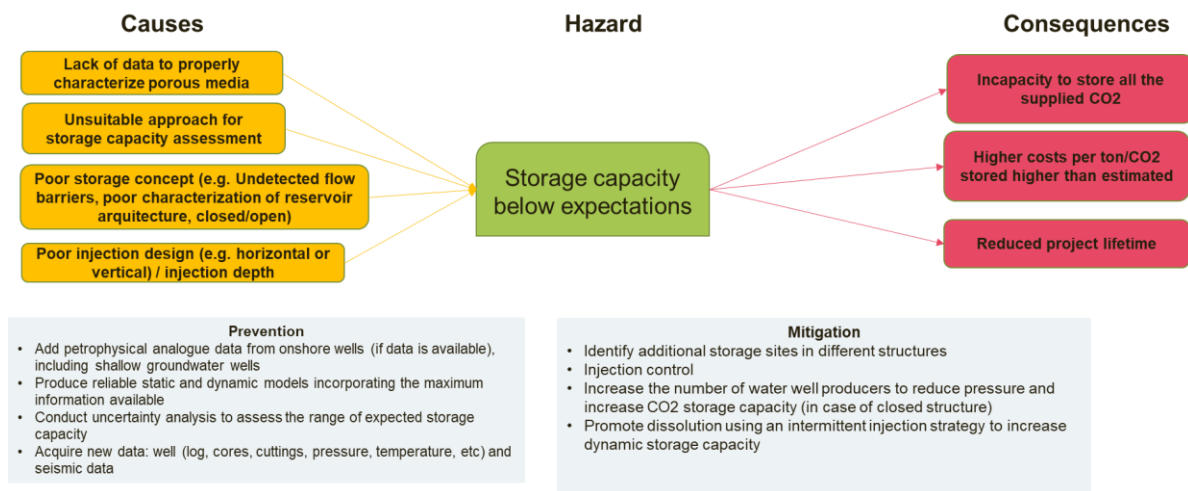 Causes
Hazard
Consequences
Lack of data to properly
characterize porous media
Unsuitable approach for
storage capacity assessment
Poor storage concept (e.g. Undetected flow
barriers, poor characterization of reservoir
arquitecture, closed/open)
Poor injection design (e.g. horizontal or
vertical) / injection depth
Storage capacity
below expectations
Incapacity to store all the
supplied CO2
Higher costs per ton/CO2
stored higher than estimated
Reduced project lifetime
Prevention
• Add petrophysical analogue data from onshore wells (if data is available),
including shallow groundwater wells
• Produce reliable static and dynamic models incorporating the maximum
information available
• Conduct uncertainty analysis to assess the range of expected storage
capacity
• Acquire new data: well (log, cores, cuttings, pressure, temperature, etc) and
seismic data
Mitigation
• Identify additional storage sites in different structures
• Injection control
• Increase the number of water well producers to reduce pressure and
increase CO2 storage capacity (in case of closed structure)
• Promote dissolution using an intermittent injection strategy to increase
dynamic storage capacity